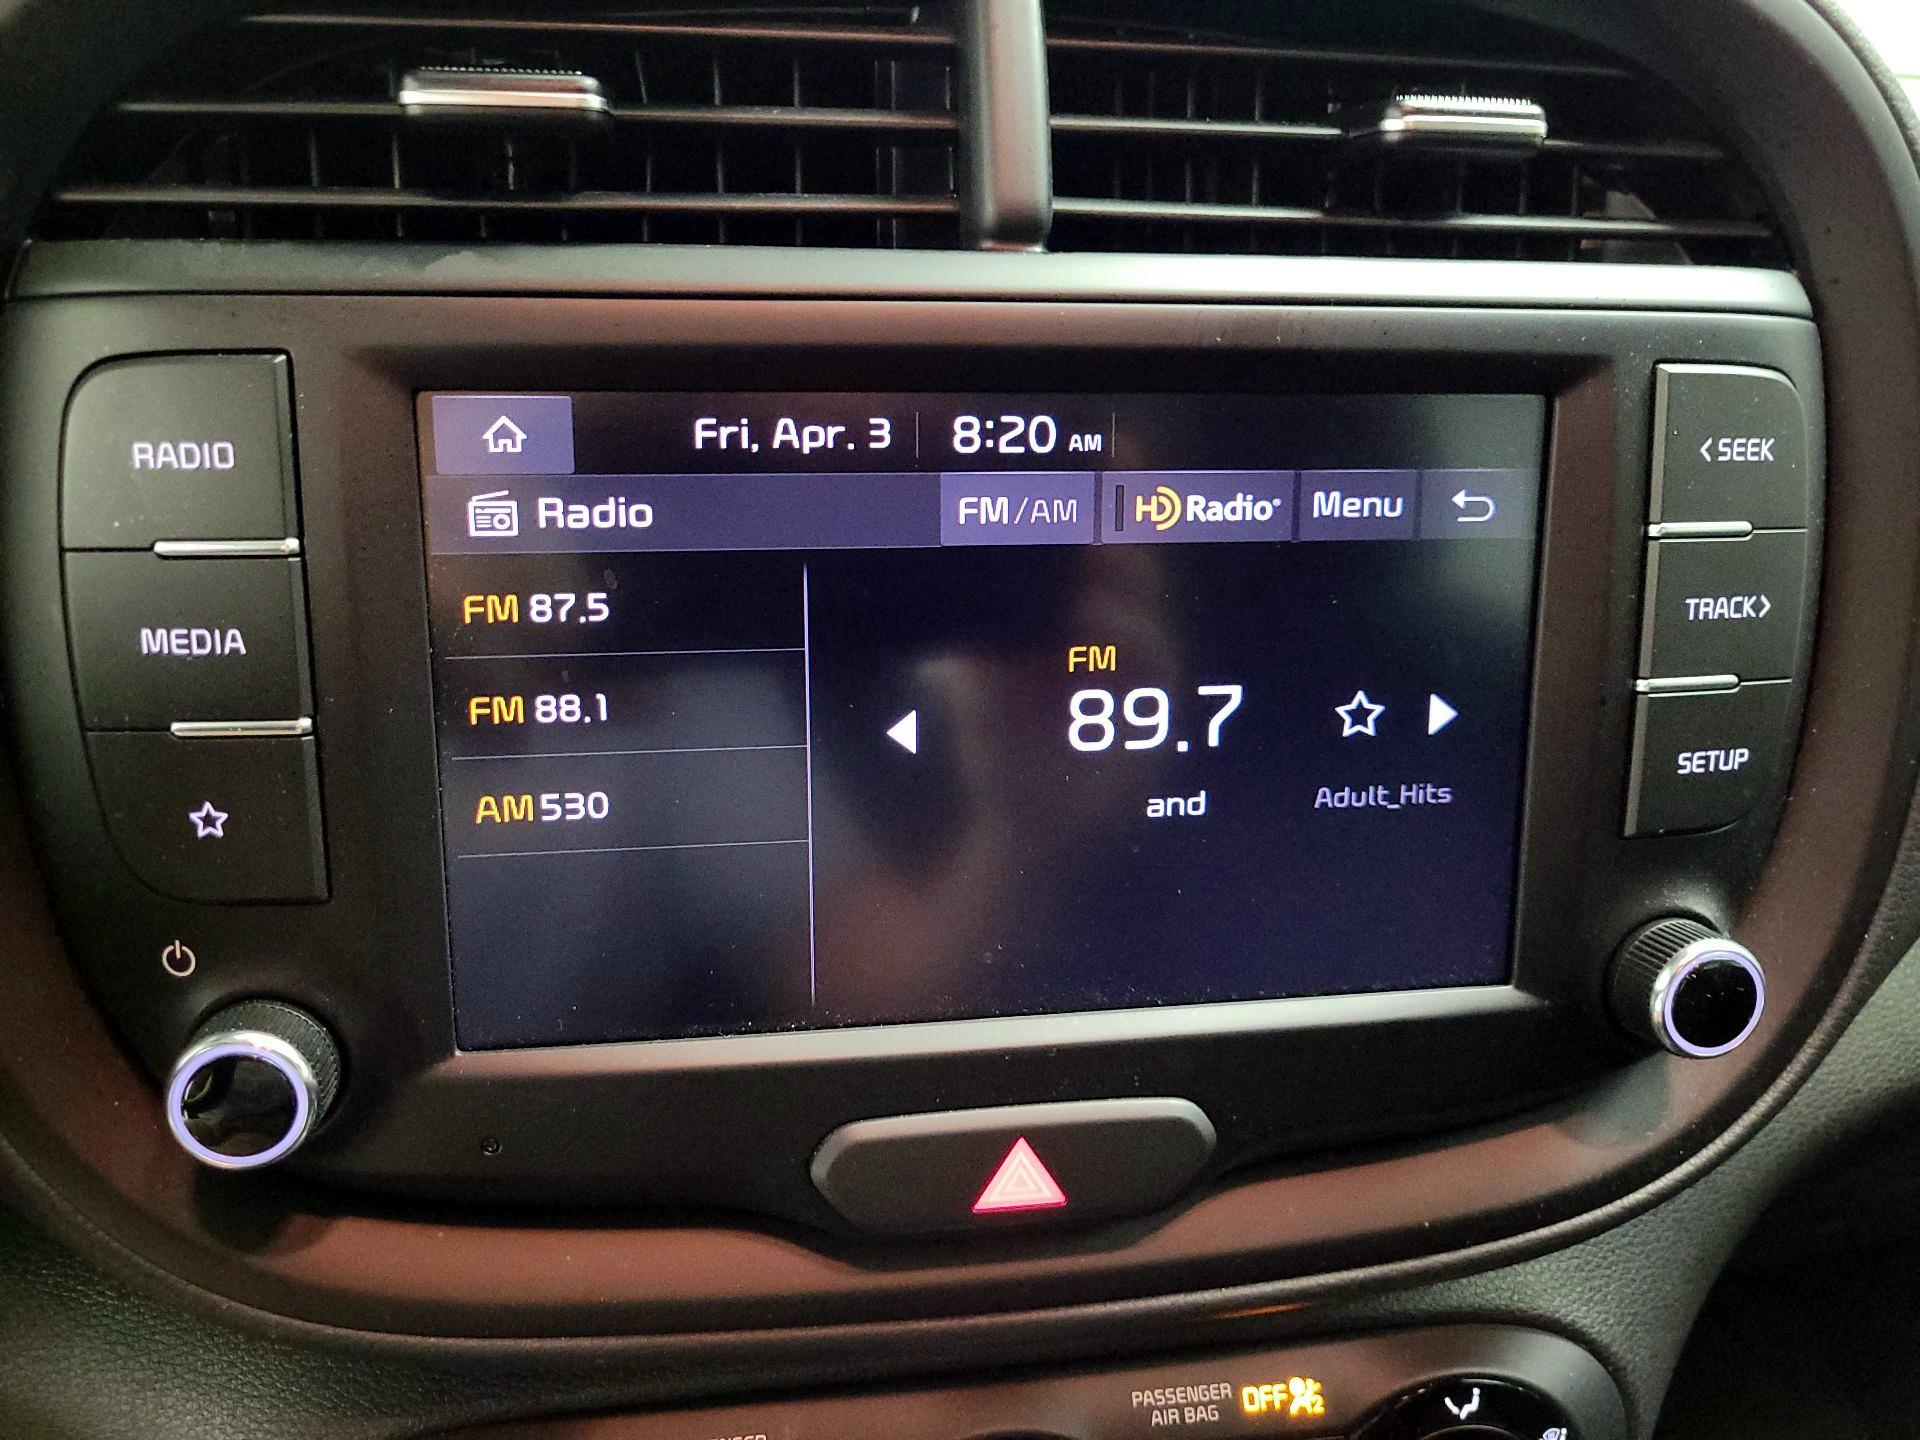 RADIO
MEDIA
Fri, Apr. 3 8:20 AM
Radio FM/AM HD Radio® Menu
FM 87.5
FM 88.1
AM 530
FM
89.7
and Adult_Hits
<SEEK
TRACK>
SETUP
PASSENGER
AIR BAG
OFF 2